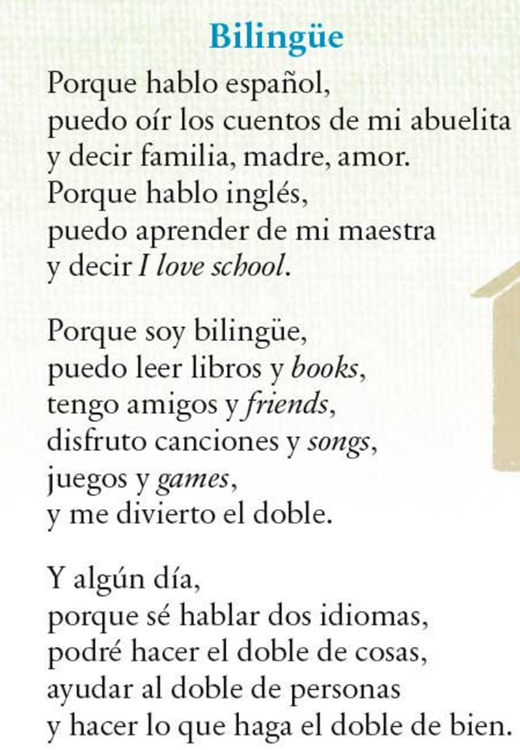 Bilingüe
Porque hablo español,
puedo oír los cuentos de mi abuelita
y decir familia, madre, amor.
Porque hablo inglés,
puedo aprender de mi maestra
y decir I love school.
Porque soy bilingüe,
puedo leer libros y books,
tengo amigos y friends,
disfruto canciones y songs,
juegos y games,
y me divierto el doble.
Y algún día,
porque sé hablar dos idiomas,
podré hacer el doble de cosas,
ayudar al doble de personas
y hacer lo que haga el doble de bien.